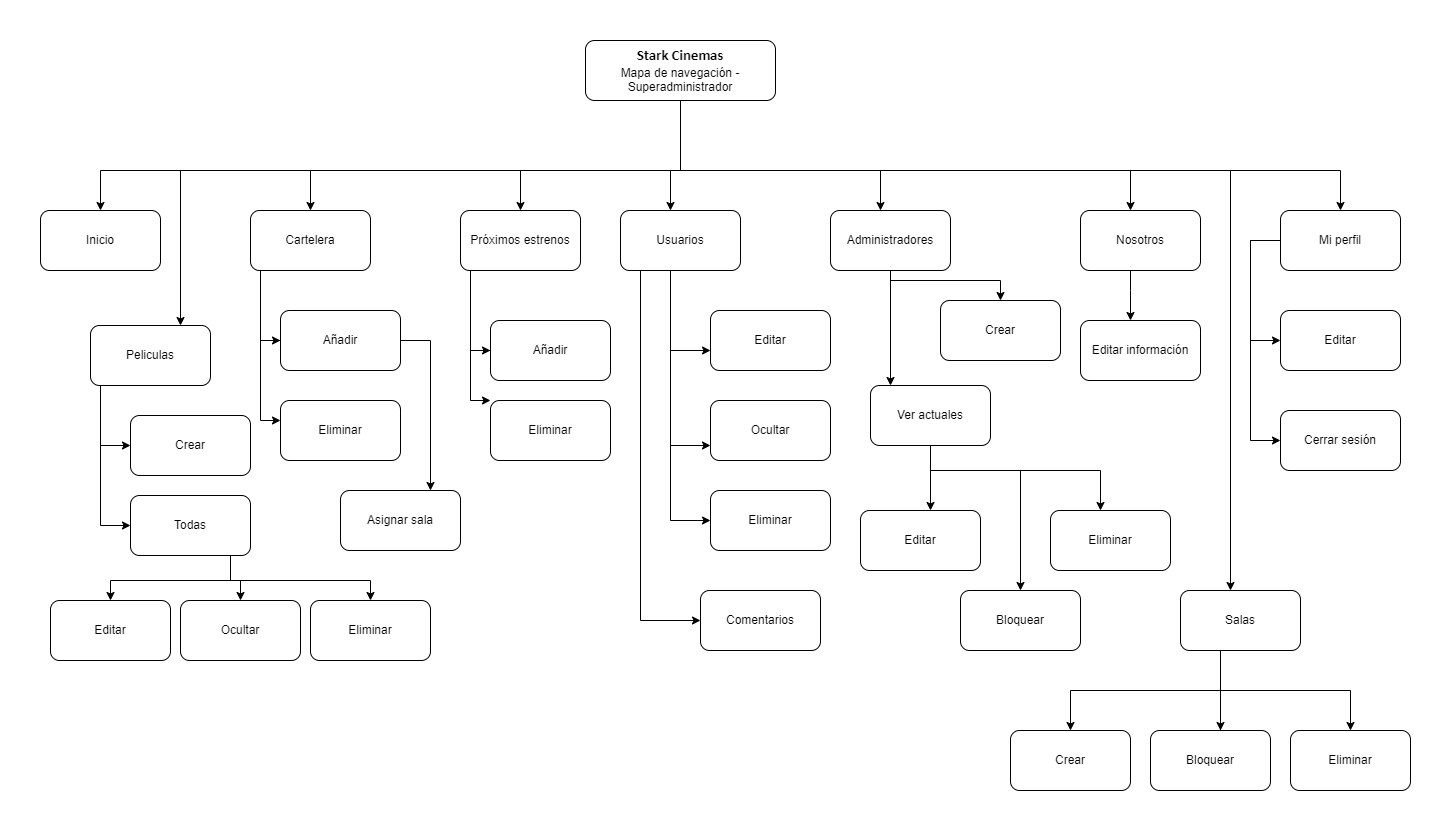 Stark Cinemas
Mapa de navegación -
Superadministrador
Inicio
Cartelera
Próximos estrenos
Usuarios
Administradores
Nosotros
Mi perfil
Peliculas
Añadir
Añadir
Editar
Crear
Editar información
Editar
Crear
Eliminar
Eliminar
Ocultar
Ver actuales
Cerrar sesión
Todas
Asignar sala
Eliminar
Editar
Eliminar
Editar
Ocultar
Eliminar
Comentarios
Bloquear
Salas
Crear
Bloquear
Eliminar